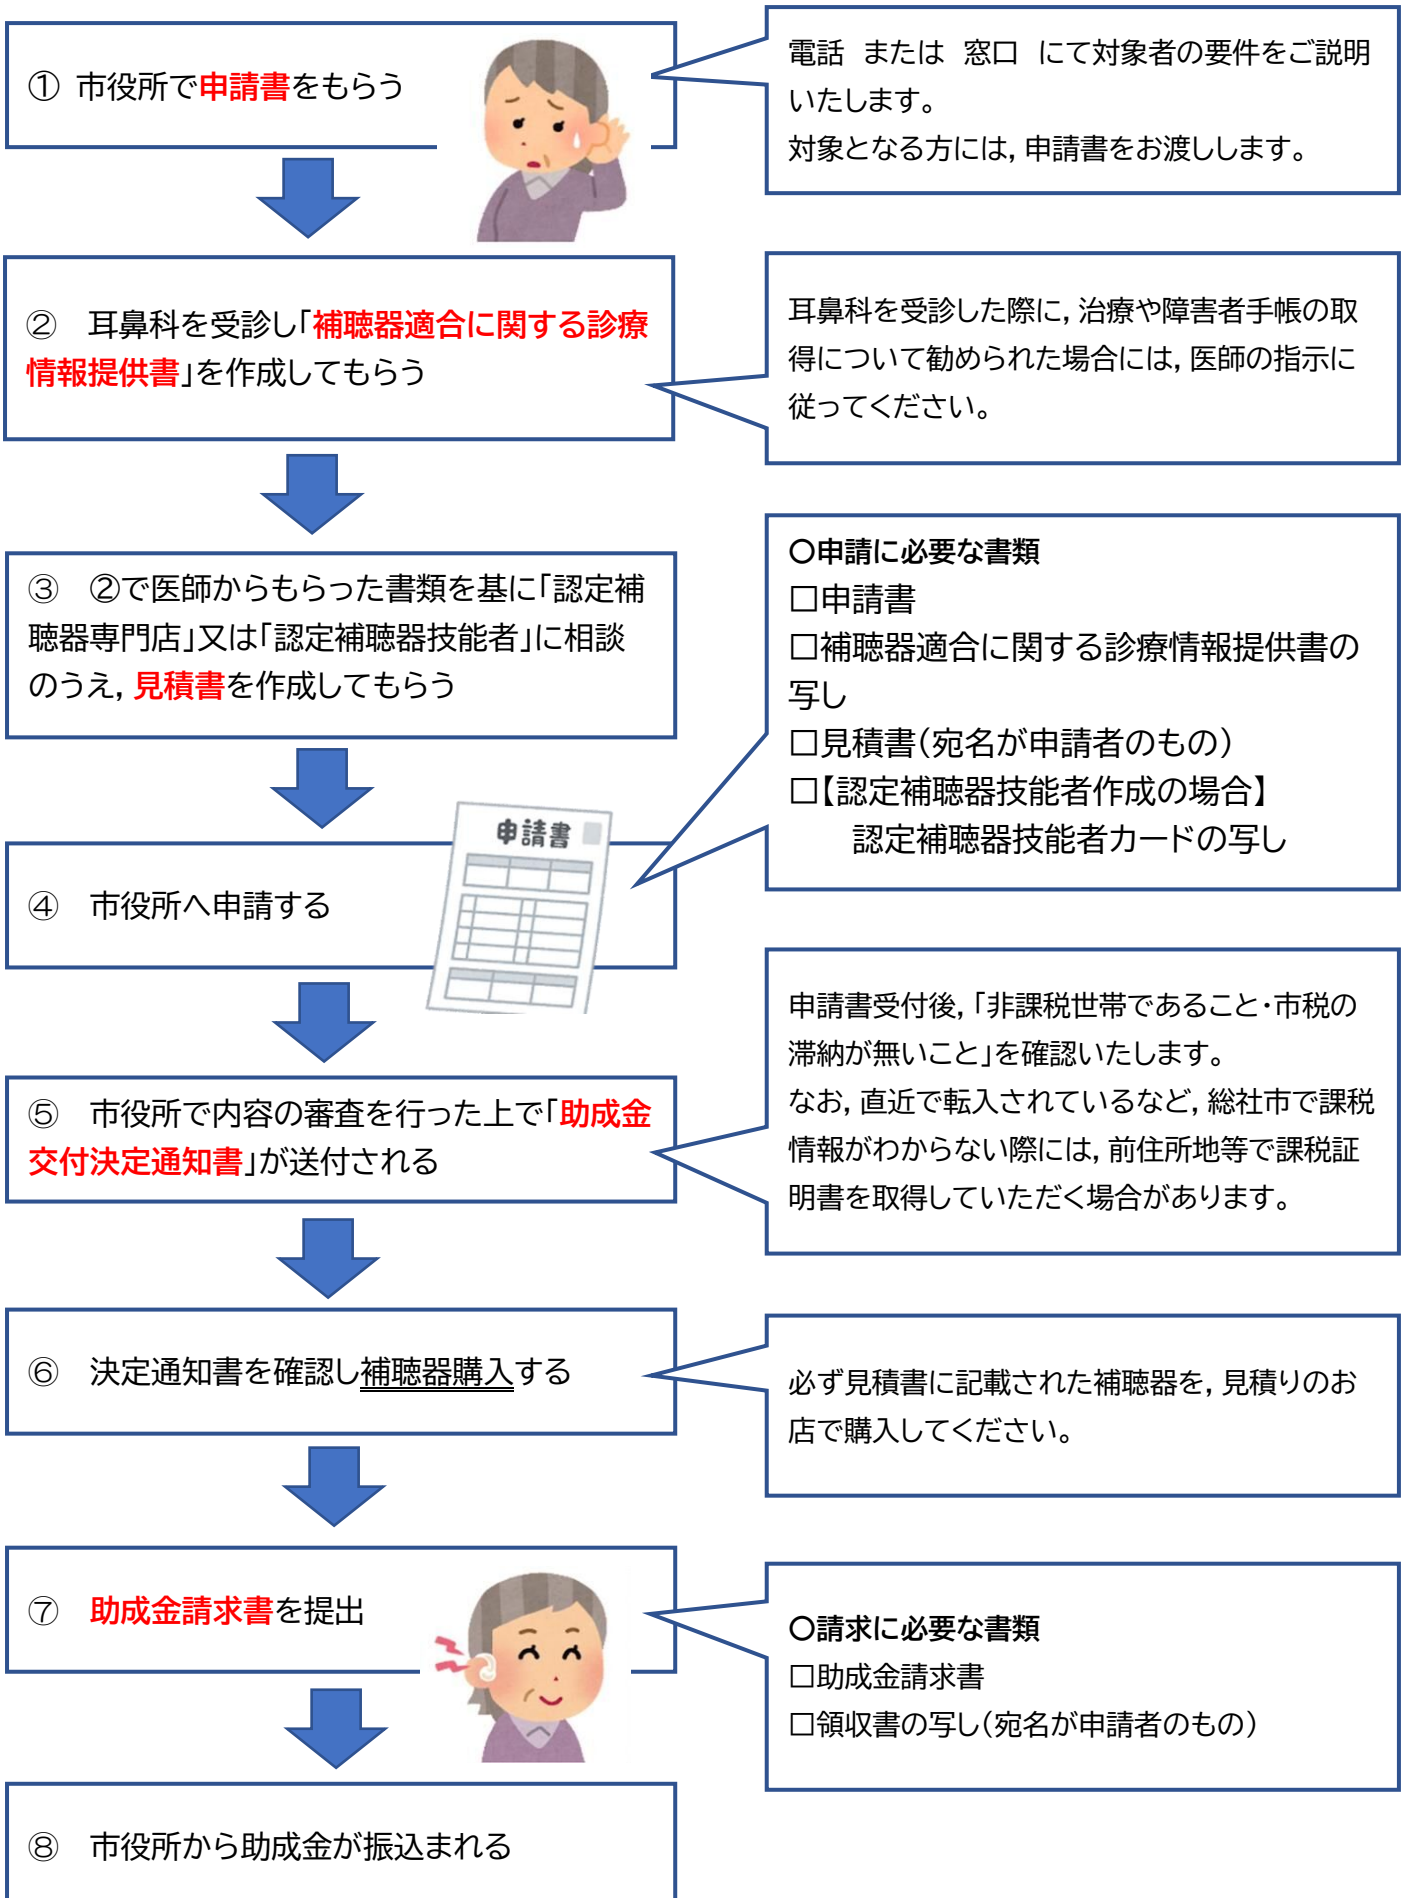 ① 市役所で申請書をもらう
電話 または 窓口 にて対象者の要件をご説明
いたします。
対象となる方には,申請書をお渡しします。
② 耳鼻科を受診し「補聴器適合に関する診療
情報提供書」を作成してもらう
耳鼻科を受診した際に,治療や障害者手帳の取
得について勧められた場合には,医師の指示に
従ってください。
③ ②で医師からもらった書類を基に「認定補
聴器専門店」又は「認定補聴器技能者」に相談
のうえ,見積書を作成してもらう
〇申請に必要な書類
□申請書
□補聴器適合に関する診療情報提供書の
写し
□見積書(宛名が申請者のもの)
□【認定補聴器技能者作成の場合】
認定補聴器技能者カードの写し
④ 市役所へ申請する
申請書
⑤ 市役所で内容の審査を行った上で「助成金
交付決定通知書」が送付される
申請書受付後,「非課税世帯であること・市税の
滞納が無いこと」を確認いたします。
なお,直近で転入されているなど,総社市で課税
情報がわからない際には,前住所地等で課税証
明書を取得していただく場合があります。
⑥ 決定通知書を確認し補聴器購入する
必ず見積書に記載された補聴器を,見積りのお
店で購入してください。
⑦ 助成金請求書を提出
〇請求に必要な書類
□助成金請求書
□領収書の写し(宛名が申請者のもの)
⑧ 市役所から助成金が振込まれる